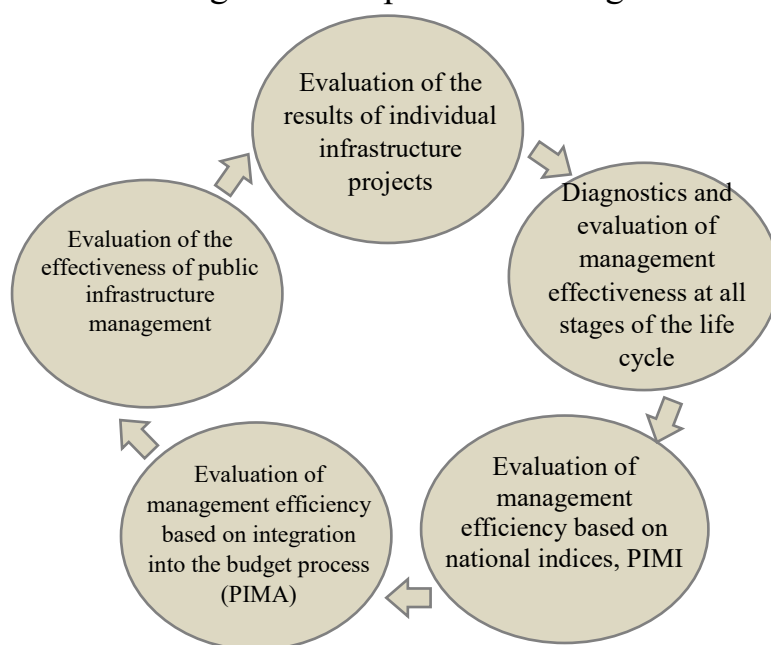 Evaluation of the
results of individual
infrastructure
projects
Diagnostics and
evaluation of
management
effectiveness at all
stages of the life
cycle
Evaluation of
management
efficiency based on
national indices, PIMI
Evaluation of
management efficiency
based on integration
into the budget process
(PIMA)
Evaluation of the
effectiveness of public
infrastructure
management